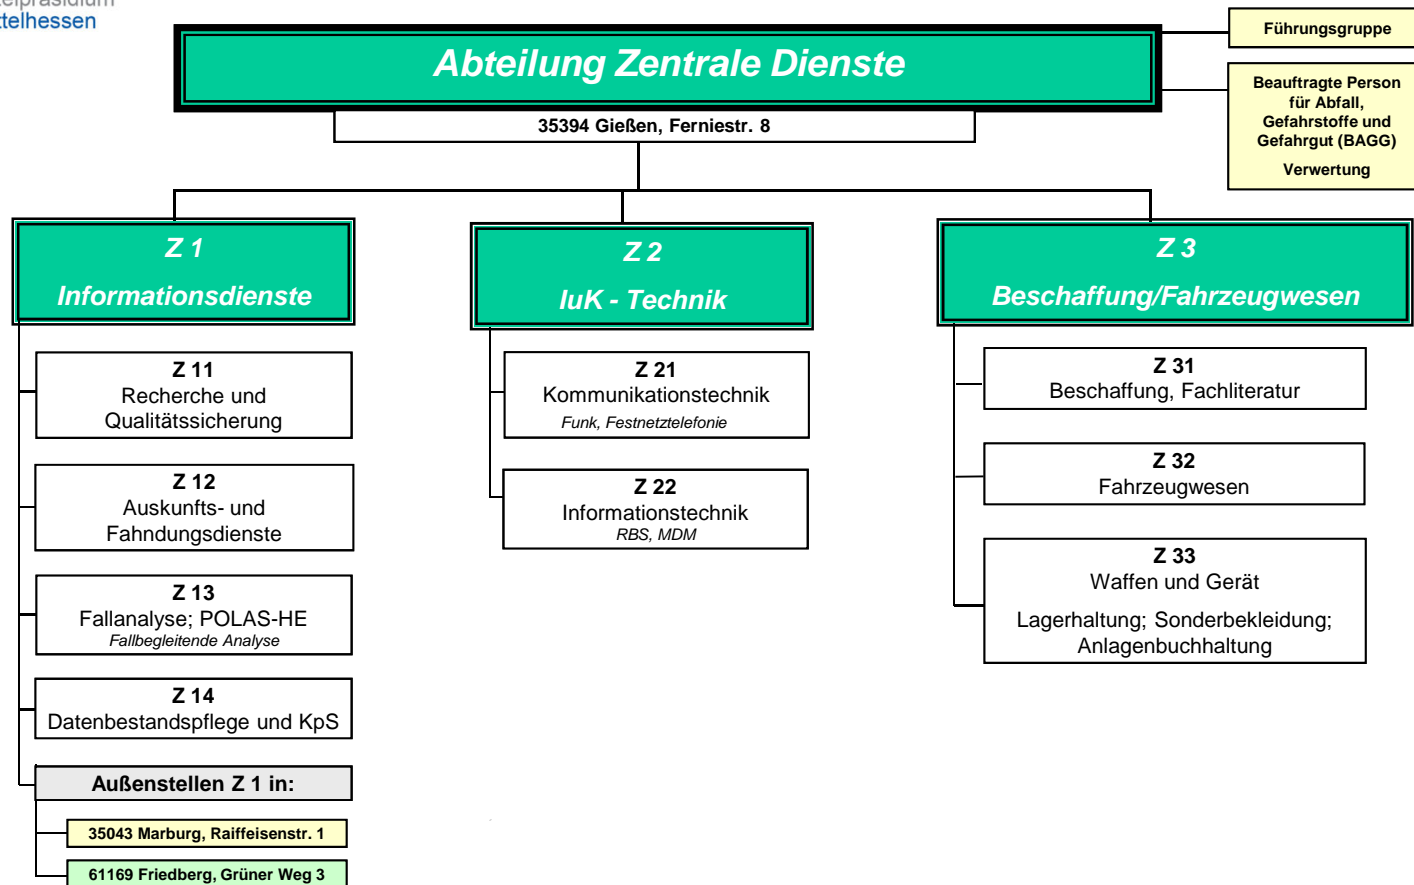 ttelhessen
Führungsgruppe
Abteilung Zentrale Dienste
35394 Gießen, Ferniestr. 8
Beauftragte Person
für Abfall,
Gefahrstoffe und
Gefahrgut (BAGG)
Verwertung
Z 1
Informationsdienste
Z 11
Recherche und
Qualitätssicherung
Z 12
Auskunfts- und
Fahndungsdienste
Z 13
Fallanalyse; POLAS-HE
Fallbegleitende Analyse
Z 14
Datenbestandspflege und KpS
Außenstellen Z 1 in:
35043 Marburg, Raiffeisenstr. 1
61169 Friedberg, Grüner Weg 3
Z 2
IuK - Technik
Z 21
Kommunikationstechnik
Funk, Festnetztelefonie
Z 22
Informationstechnik
RBS, MDM
Z 3
Beschaffung/Fahrzeugwesen
Z 31
Beschaffung, Fachliteratur
Z 32
Fahrzeugwesen
Z 33
Waffen und Gerät
Lagerhaltung; Sonderbekleidung;
Anlagenbuchhaltung